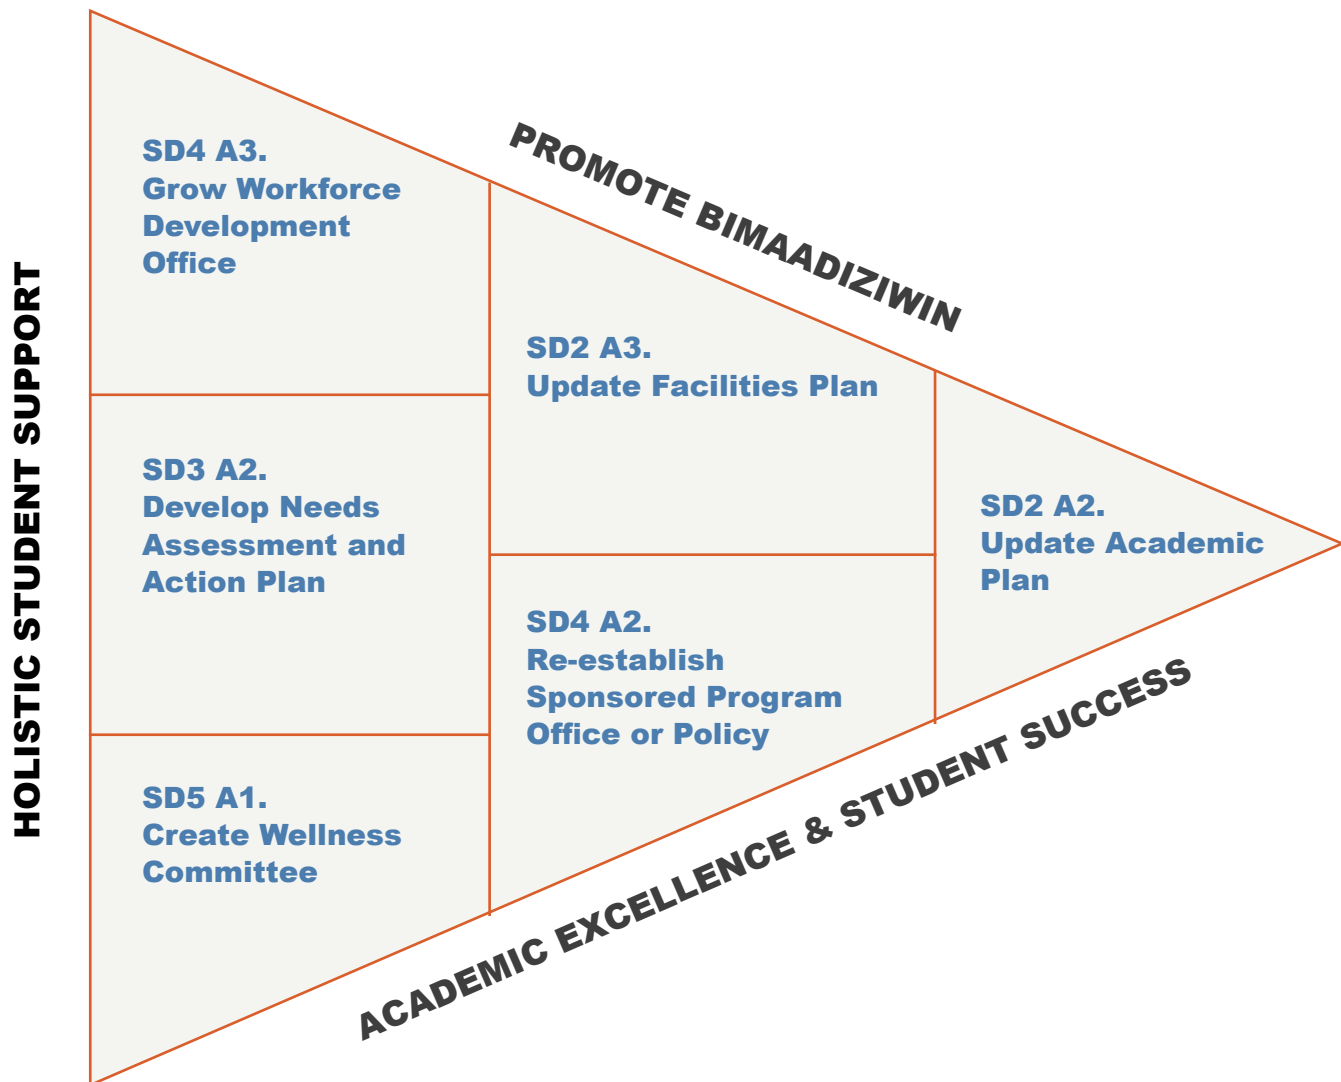 HOLISTIC STUDENT SUPPORT
PROMOTE BIMAADIZIWIN
SD4 A3.
Grow Workforce
Development
Office
SD3 A2.
Develop Needs
Assessment and
Action Plan
SD5 A1.
Create Wellness
Committee
SD2 A3.
Update Facilities Plan
SD4 A2.
Re-establish
Sponsored Program
Office or Policy
SD2 A2.
Update Academic
Plan
ACADEMIC EXCELLENCE & STUDENT SUCCESS